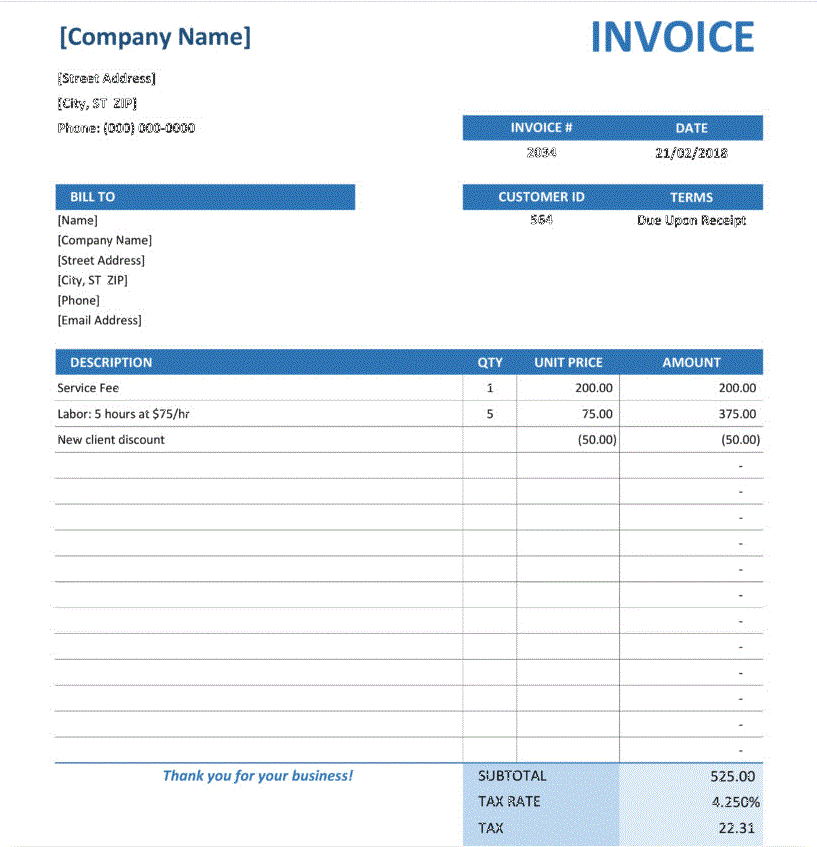 [Company Name]
INVOICE
[Street Address]
[City, ST  ZIP]
Phone: (000) 000-0000
INVOICE # DATE
2034 21/02/2018
BILL TO
CUSTOMER ID TERMS
564 Due Upon Receipt
[Name]
[Company Name]
[Street Address]
[City, ST  ZIP]
[Phone]
[Email Address]
DESCRIPTION QTY UNIT PRICE AMOUNT
Service Fee 1 200.00 200.00
Labor: 5 hours at $75/hr 5 75.00 375.00
New client discount (50.00) (50.00)
-
-
-
-
-
-
-
-
-
-
-
-
Thank you for your business!
SUBTOTAL 525.00
TAX RATE 4.250%
TAX 22.31